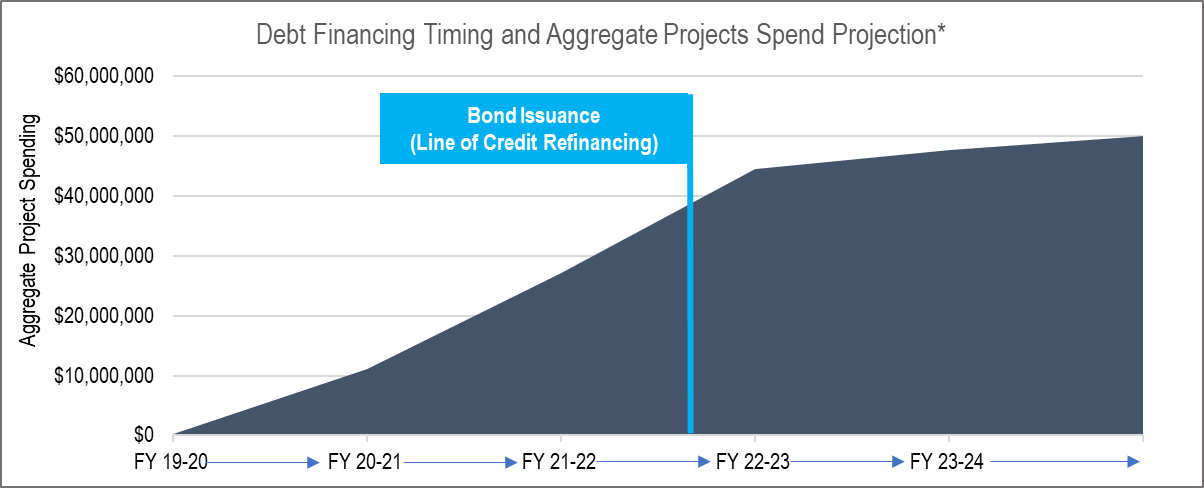 Debt Financing Timing and Aggregate Projects Spend Projection*
Aggregate Project Spending
$60,000,000
$50,000,000
$40,000,000
$30,000,000
$20,000,000
$10,000,000
$0
Bond Issuance
(Line of Credit Refinancing)
FY 19-20 FY 20-21 FY 21-22 FY 22-23 FY 23-24